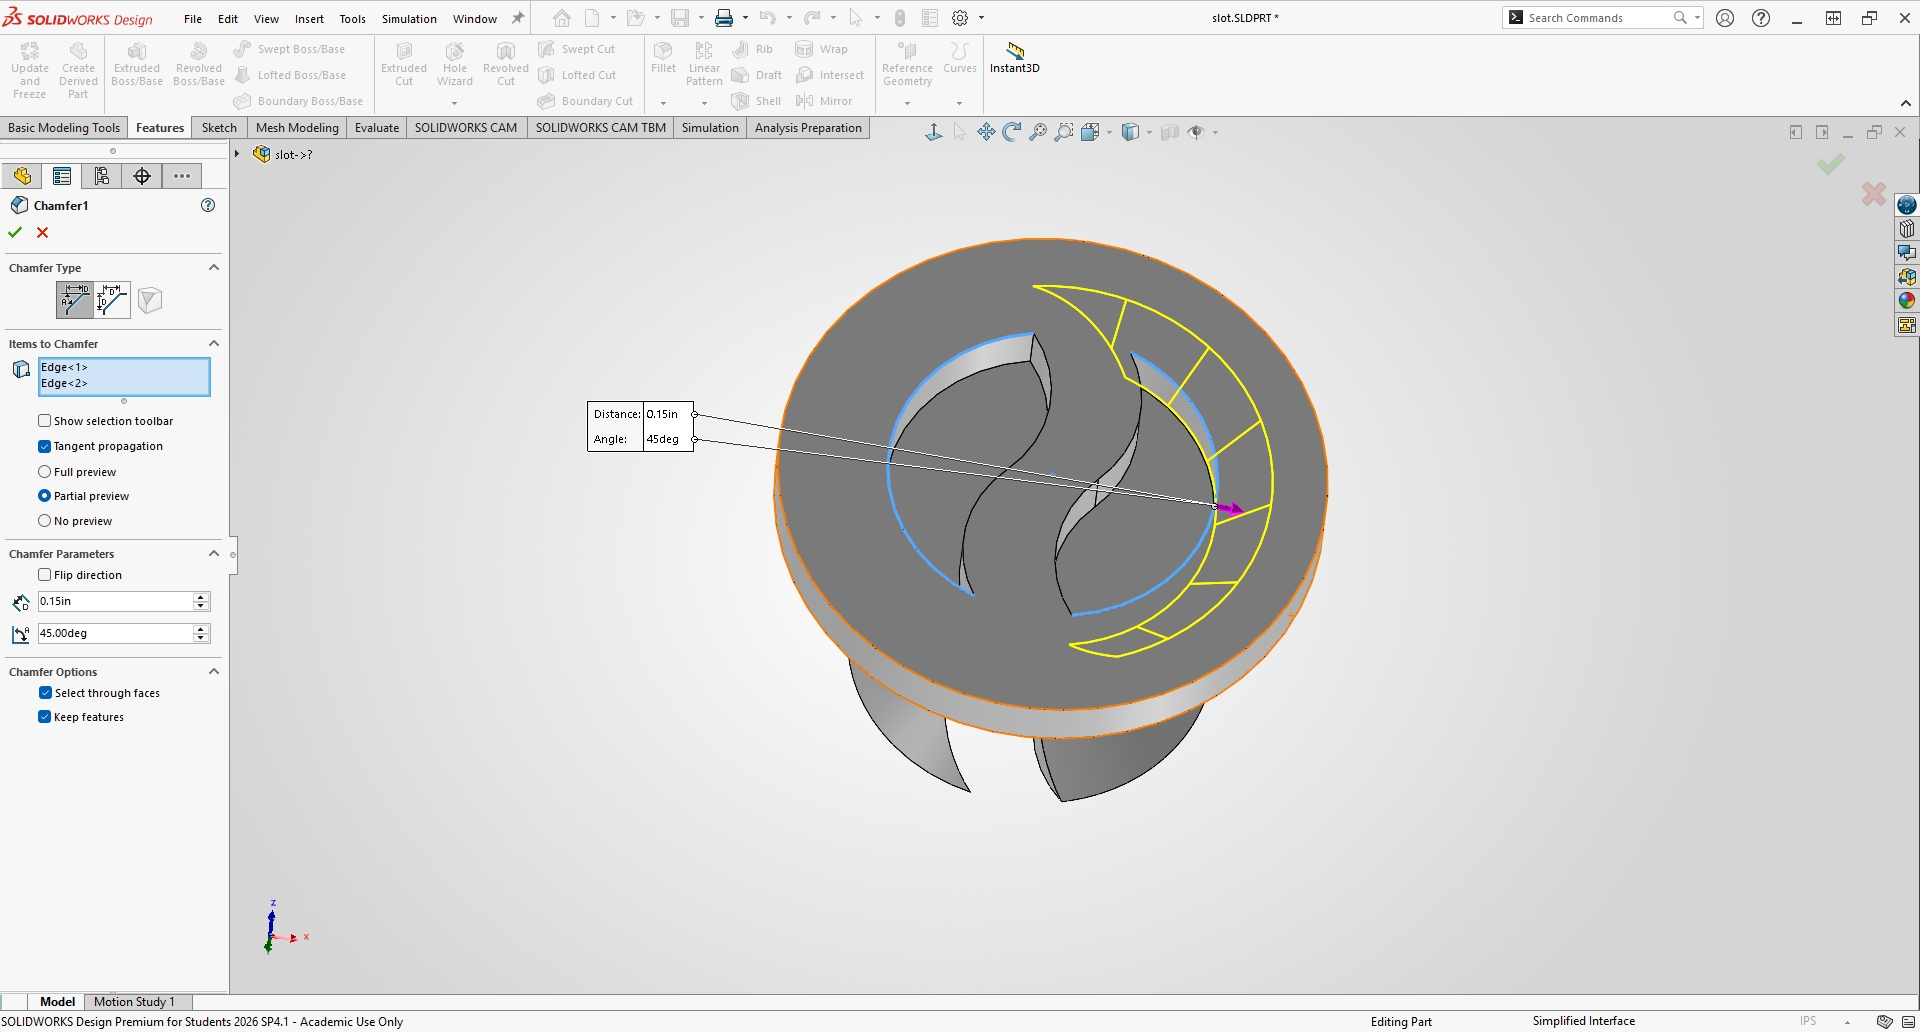 SOLIDWORKS Design
File Edit View Insert Tools Simulation Window
slot.SLDPRT *
Search Commands
Update and Freeze
Create Derived Part
Extruded Boss/Base
Revolved Boss/Base
Swept Boss/Base
Lofted Boss/Base
Boundary Boss/Base
Extruded Cut
Hole Wizard
Revolved Cut
Swept Cut
Lofted Cut
Boundary Cut
Fillet
Linear Pattern
Rib
Draft
Shell
Wrap
Intersect
Mirror
Reference Geometry
Curves
Instant3D
Basic Modeling Tools Features Sketch Mesh Modeling Evaluate SOLIDWORKS CAM SOLIDWORKS CAM TBM Simulation Analysis Preparation
slot->?
Chamfer1
Chamfer Type
Items to Chamfer
Edge<1>
Edge<2>
Show selection toolbar
Tangent propagation
Full preview
Partial preview
No preview
Chamfer Parameters
Flip direction
0.15in
45.00deg
Chamfer Options
Select through faces
Keep features
Distance: 0.15in
Angle: 45deg
z
x
Model Motion Study 1
SOLIDWORKS Design Premium for Students 2026 SP4.1 - Academic Use Only
Editing Part
Simplified Interface
IPS